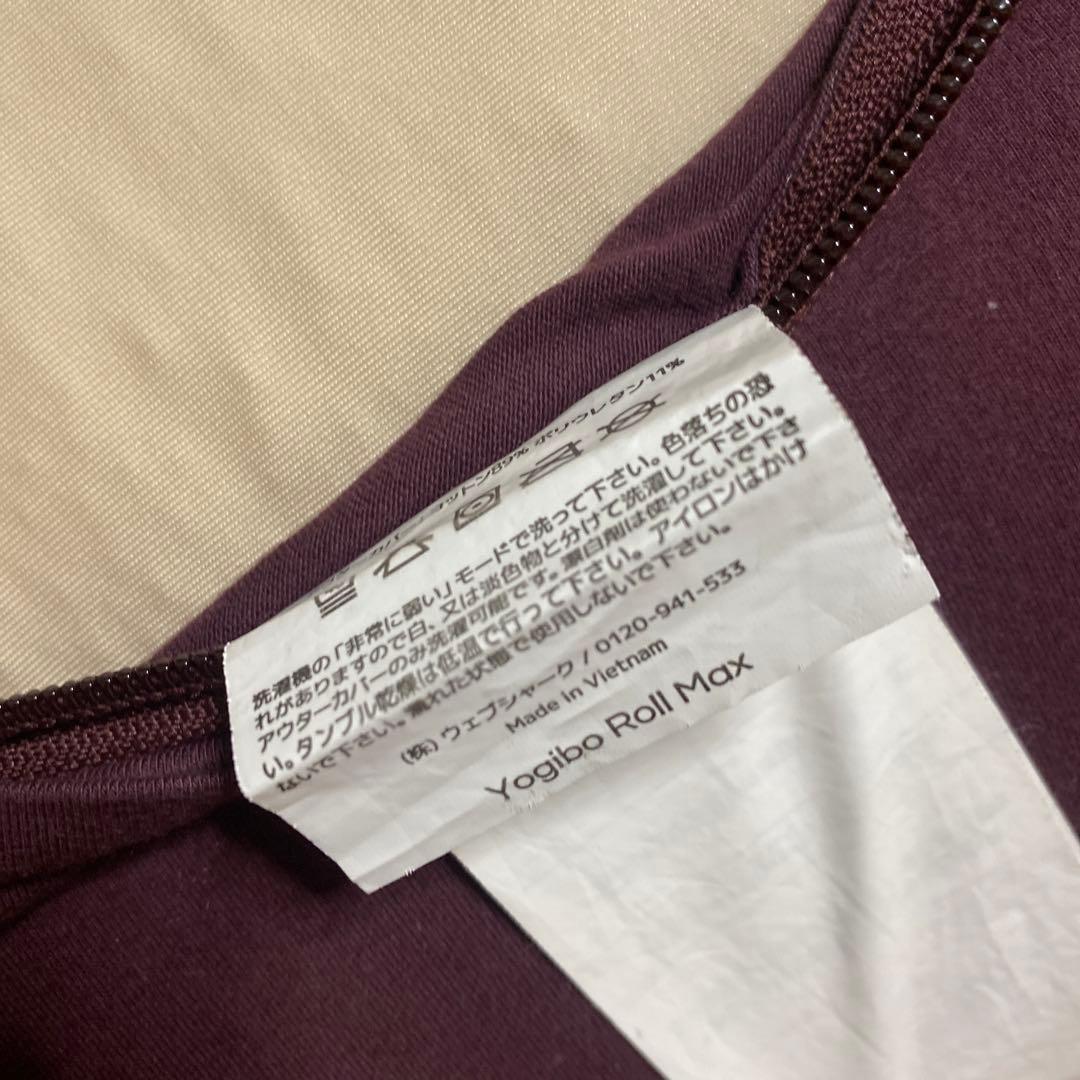 カバー コットン89% ポリウレタン11%
洗濯機の「非常に弱い」モードで洗って下さい。色落ちの恐
れがありますので白、又は淡色物と分けて洗濯して下さい。
アウターカバーのみ洗濯可能です。漂白剤は使わないで下さ
い。タンブル乾燥は低温で行って下さい。アイロンはかけ
ないで下さい。濡れた状態で使用しないで下さい。
(株) ウェブシャーク / 0120-941-533
Made in Vietnam
Yogibo Roll Max